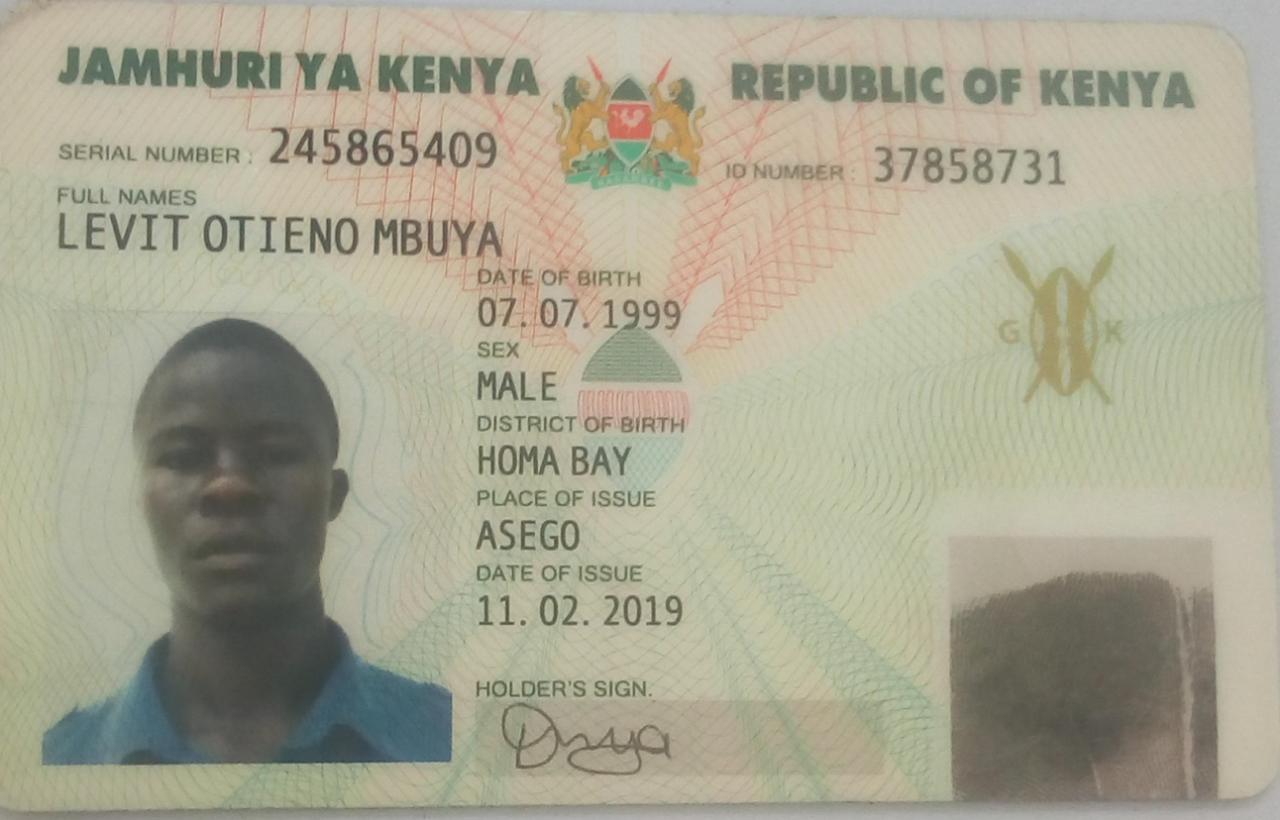 JAMHURI YA KENYA REPUBLIC OF KENYA
SERIAL NUMBER : 245865409 ID NUMBER : 37858731
FULL NAMES
LEVIT OTIENO MBUYA
DATE OF BIRTH
07. 07. 1999
SEX
MALE
DISTRICT OF BIRTH
HOMA BAY
PLACE OF ISSUE
ASEGO
DATE OF ISSUE
11. 02. 2019
HOLDER'S SIGN.
G K